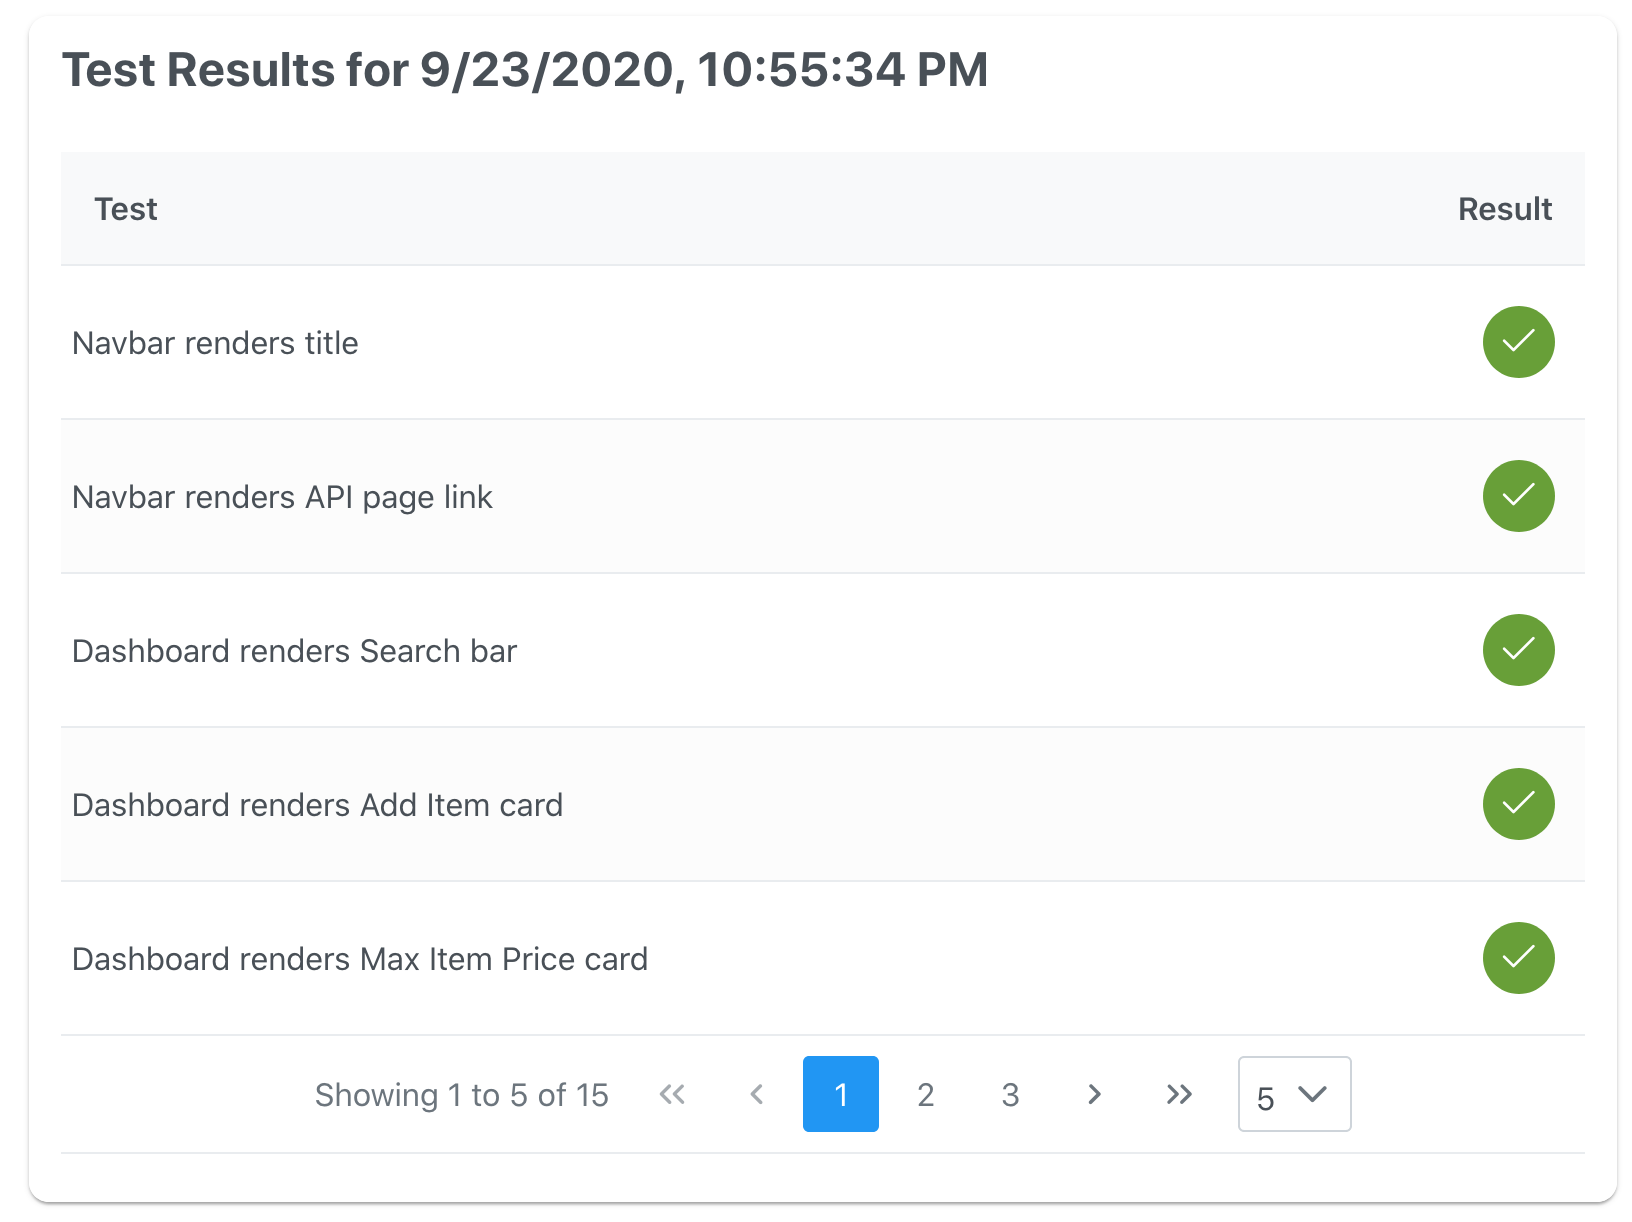 Test Results for 9/23/2020, 10:55:34 PM
Test Result
Navbar renders title
Navbar renders API page link
Dashboard renders Search bar
Dashboard renders Add Item card
Dashboard renders Max Item Price card
Showing 1 to 5 of 15 1 2 3 5